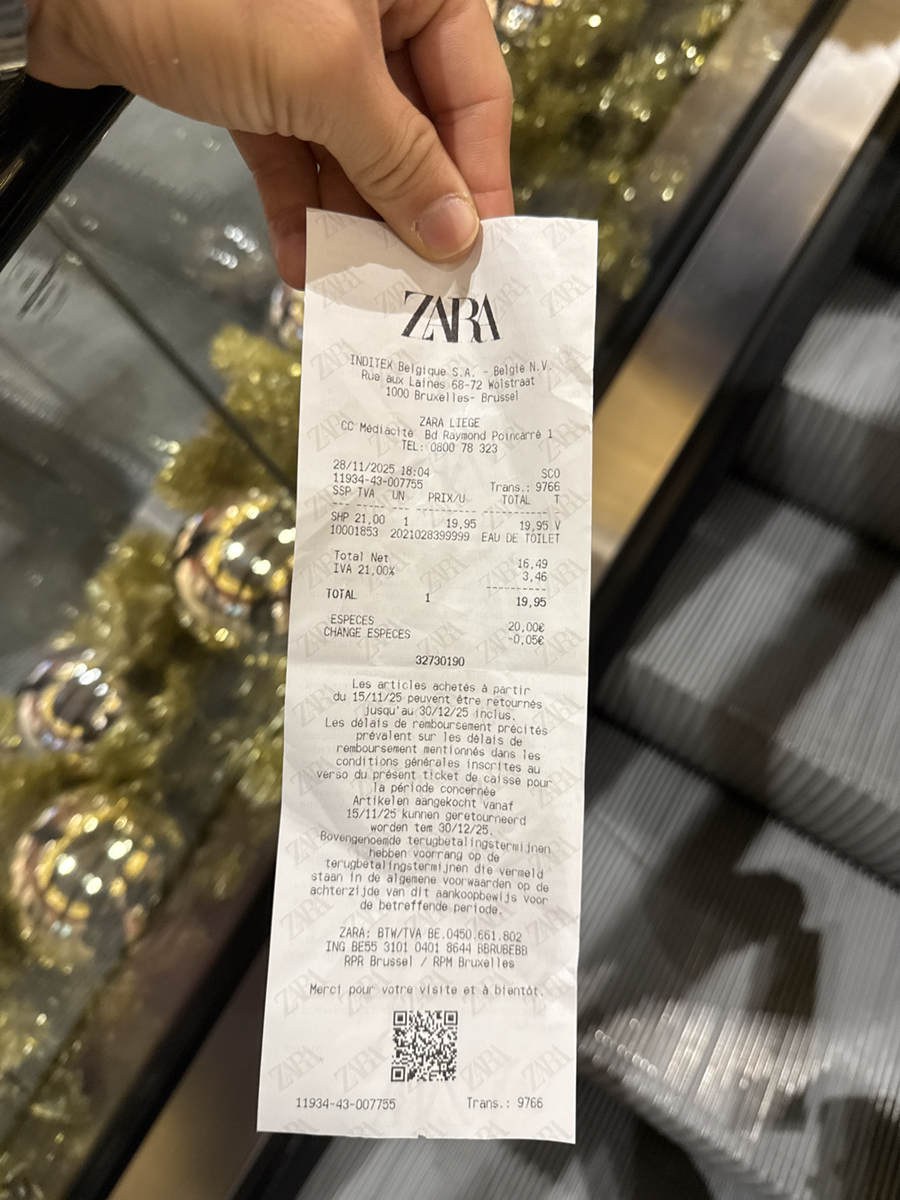 ZARA
INDITEX Belgique S.A. - België N.V.
Rue aux Laines 68-72 Wolstraat
1000 Bruxelles- Brussel
ZARA LIEGE
CC Médiacité Bd Raymond Poincarré 1
TEL: 0800 78 323
28/11/2025 18:04 SCO
11934-43-007755 Trans.: 9766
SSP TVA UN PRIX/U TOTAL T
SHP 21,00 1 19,95 19,95 V
10001853 2021028399999 EAU DE TOILET
Total Net 16,49
IVA 21,00% 3,46
TOTAL 1 19,95
ESPECES 20,00€
CHANGE ESPECES -0,05€
32730190
Les articles achetés à partir
du 15/11/25 peuvent être retournés
jusqu'au 30/12/25 inclus.
Les délais de remboursement précités
prévalent sur les délais de
remboursement mentionnés dans les
conditions générales inscrites au
verso du présent ticket de caisse pour
la période concernée
Artikelen aangekocht vanaf
15/11/25 kunnen geretourneerd
worden tem 30/12/25.
Bovengenoemde terugbetalingstermijnen
hebben voorrang op de
terugbetalingstermijnen die vermeld
staan in de algemene voorwaarden op de
achterzijde van dit aankoopbewijs voor
de betreffende periode.
ZARA: BTW/TVA BE.0450.661.802
ING BE55 3101 0401 8644 BBRUBEBB
RPR Brussel / RPM Bruxelles
Merci pour votre visite et à bientôt.
11934-43-007755 Trans.: 9766